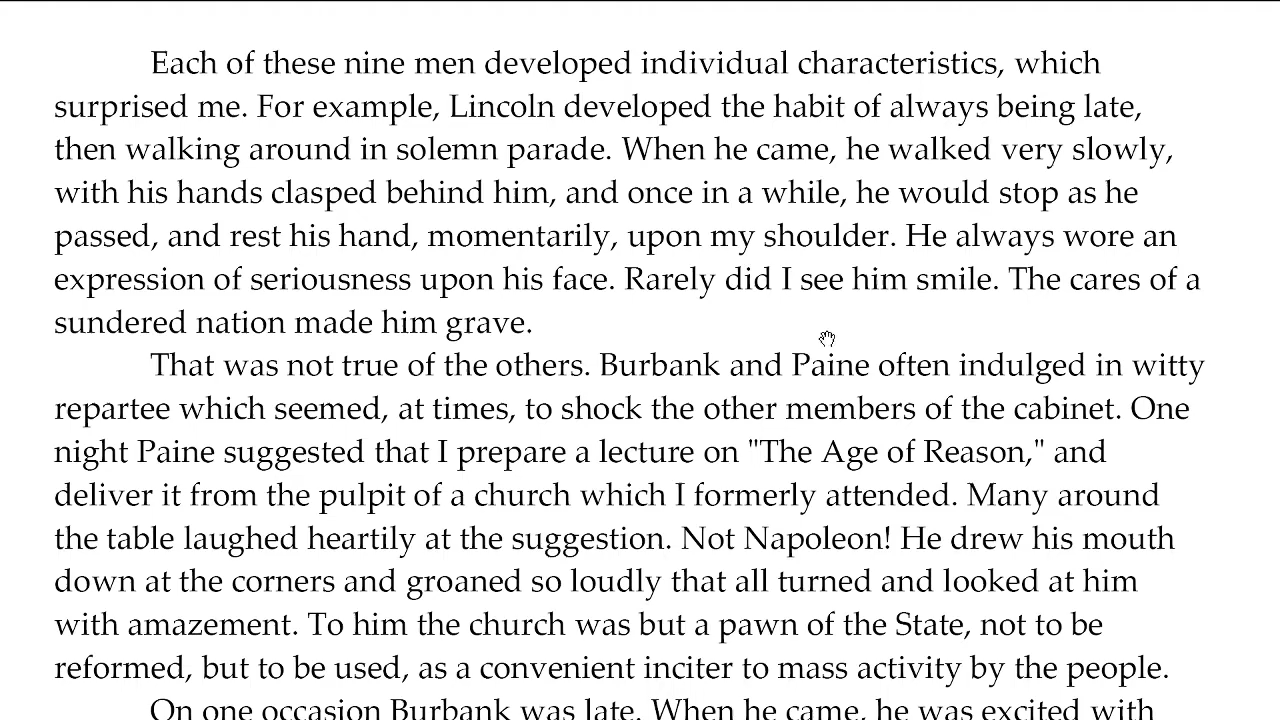 Each of these nine men developed individual characteristics, which
surprised me. For example, Lincoln developed the habit of always being late,
then walking around in solemn parade. When he came, he walked very slowly,
with his hands clasped behind him, and once in a while, he would stop as he
passed, and rest his hand, momentarily, upon my shoulder. He always wore an
expression of seriousness upon his face. Rarely did I see him smile. The cares of a
sundered nation made him grave.
That was not true of the others. Burbank and Paine often indulged in witty
repartee which seemed, at times, to shock the other members of the cabinet. One
night Paine suggested that I prepare a lecture on "The Age of Reason," and
deliver it from the pulpit of a church which I formerly attended. Many around
the table laughed heartily at the suggestion. Not Napoleon! He drew his mouth
down at the corners and groaned so loudly that all turned and looked at him
with amazement. To him the church was but a pawn of the State, not to be
reformed, but to be used, as a convenient inciter to mass activity by the people.
On one occasion Burbank was late. When he came, he was excited with